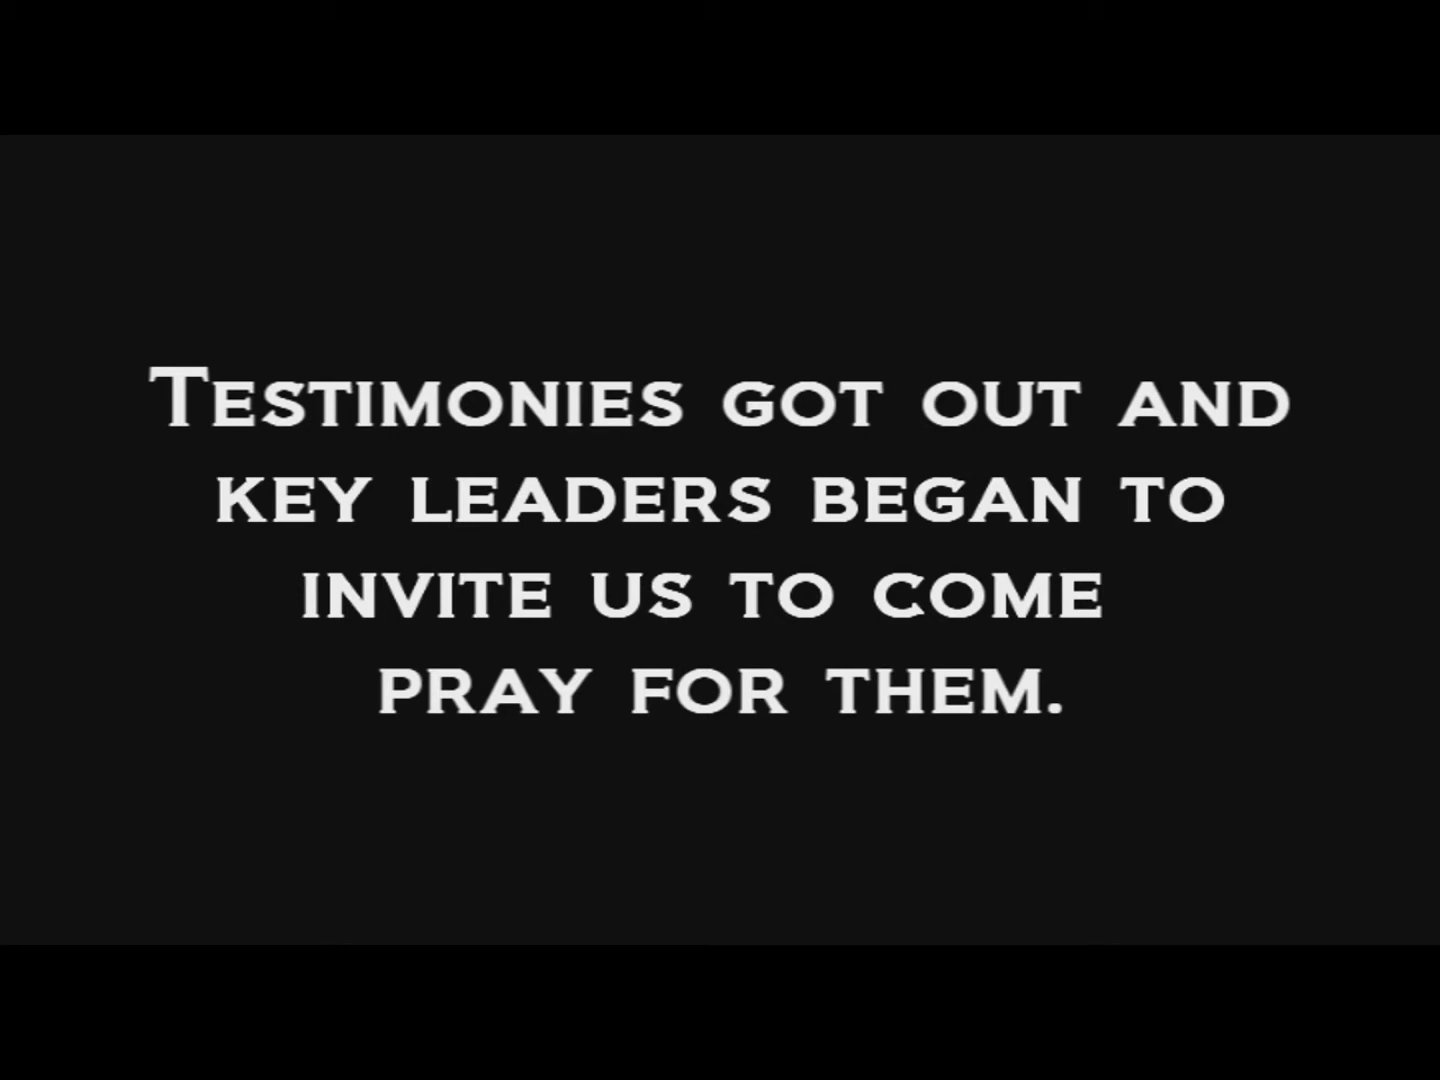 Testimonies got out and
key leaders began to
invite us to come
pray for them.